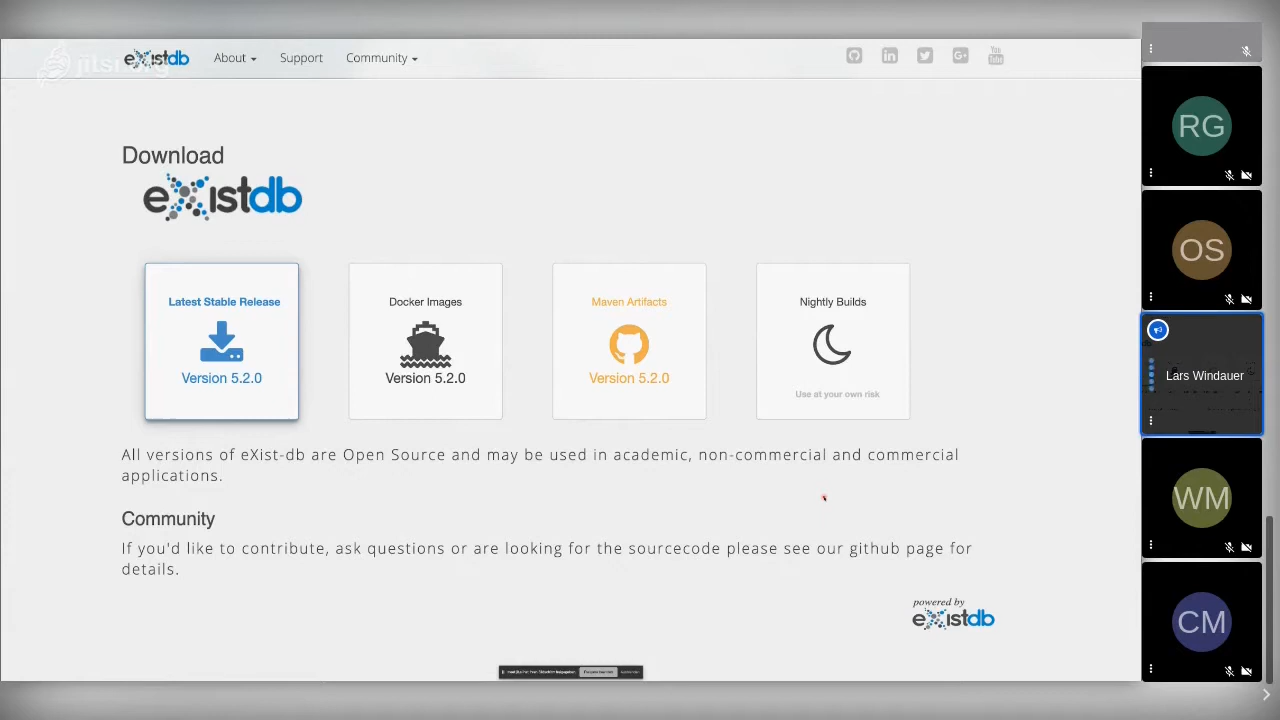 jitsi.org
eXistdb
About
Support
Community
You
Tube
Download
eXistdb
Latest Stable Release
Version 5.2.0
Docker Images
Version 5.2.0
Maven Artifacts
Version 5.2.0
Nightly Builds
Use at your own risk
All versions of eXist-db are Open Source and may be used in academic, non-commercial and commercial
applications.
Community
If you'd like to contribute, ask questions or are looking for the sourcecode please see our github page for
details.
powered by
eXistdb
RG
OS
Lars Windauer
WM
CM